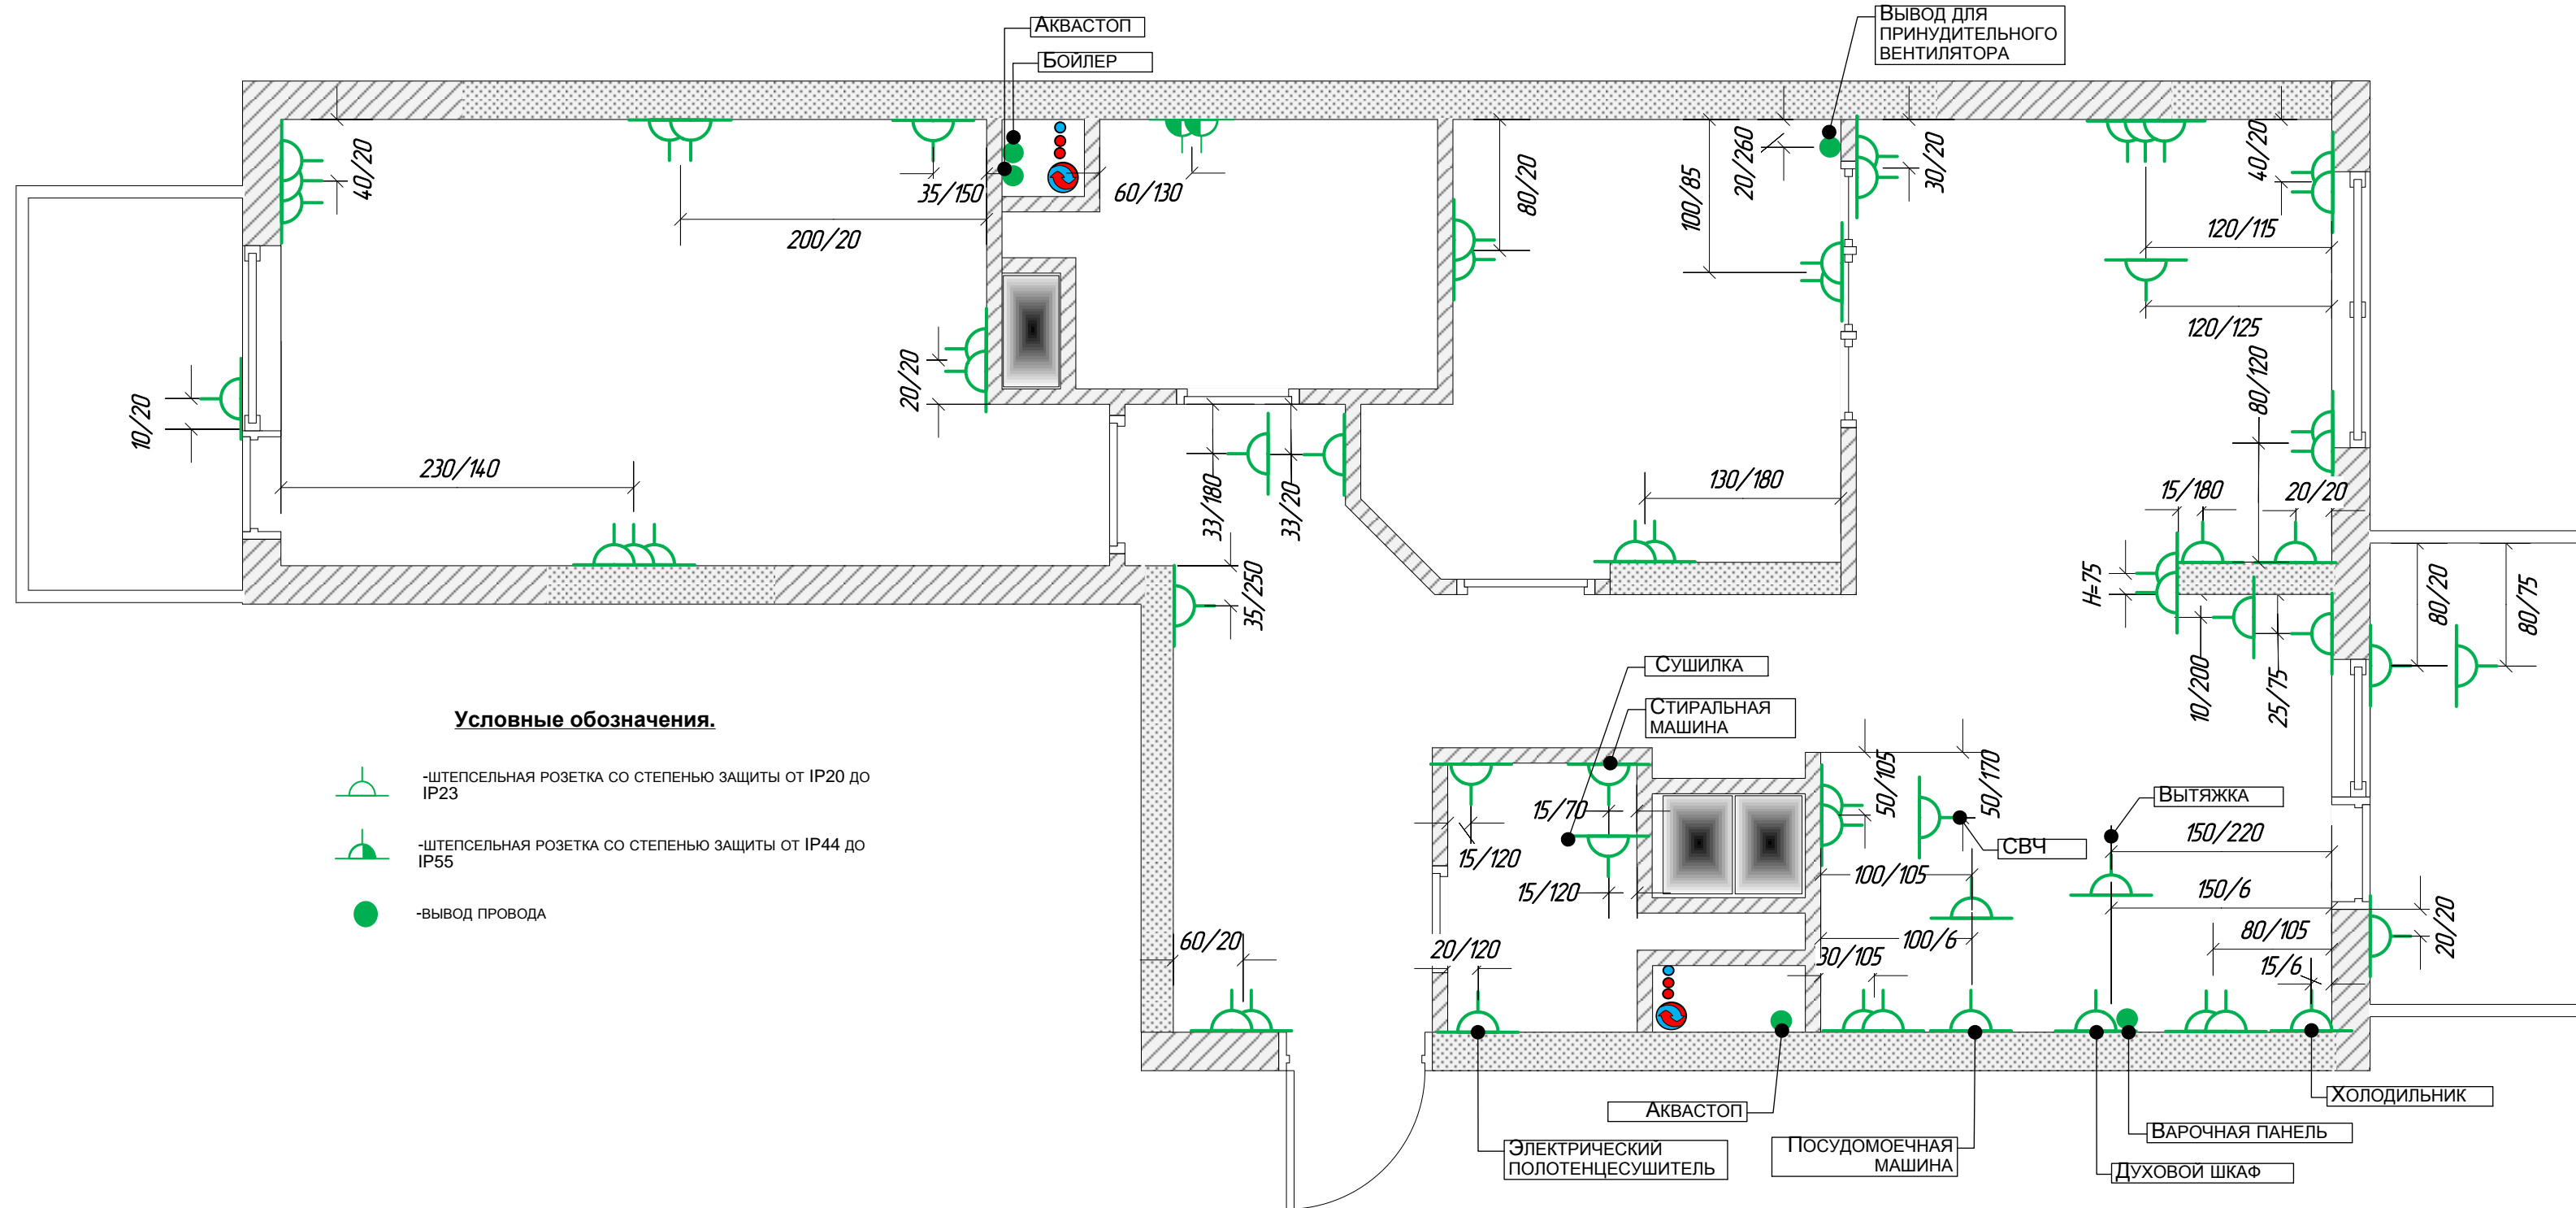 Аквастоп
Бойлер
Вывод для
принудительного
вентилятора
40/20
35/150
200/20
60/130
80/20
100/85
20/260
30/20
40/20
120/115
120/125
80/120
10/20
20/20
230/140
33/180
33/20
130/180
15/180
20/20
35/250
H=75
10/200
25/75
80/20
80/75
Сушилка
Стиральная
машина
Условные обозначения.
-штепсельная розетка со степенью защиты от IP20 до
IP23
-штепсельная розетка со степенью защиты от IP44 до
IP55
-вывод провода
15/70
15/120
15/120
50/105
50/170
СВЧ
Вытяжка
150/220
100/105
150/6
60/20
20/120
30/105
100/6
80/105
15/6
20/20
Холодильник
Аквастоп
Варочная панель
Электрический
полотенцесушитель
Посудомоечная
машина
Духовой шкаф